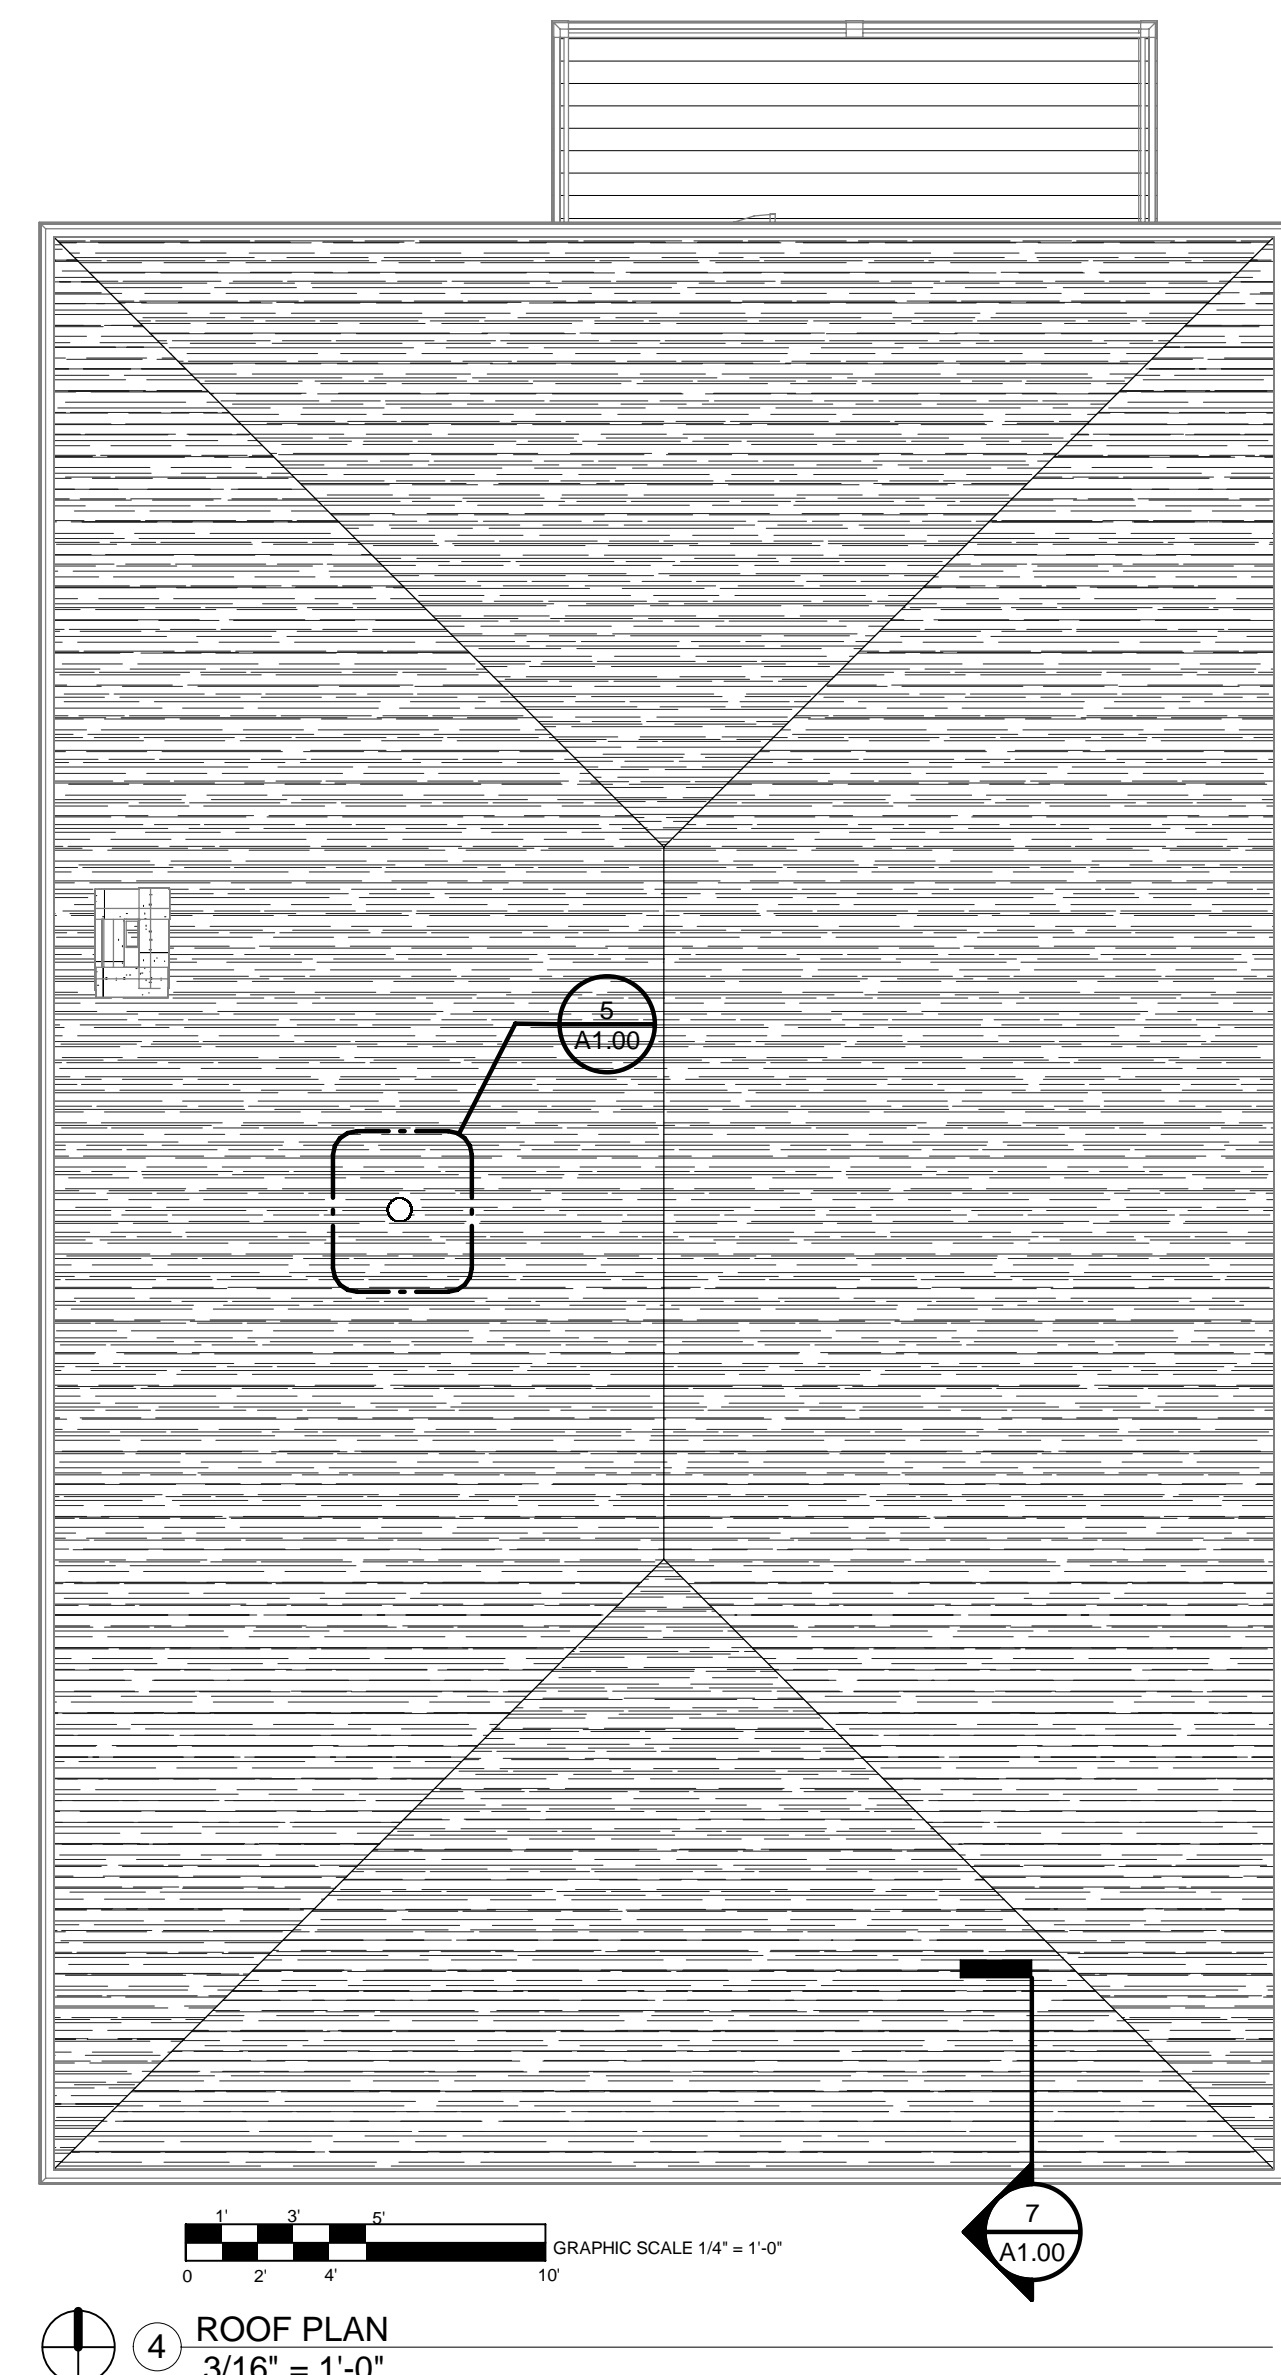 5
A1.00
1' 3' 5'
GRAPHIC SCALE 1/4" = 1'-0"
0 2' 4' 10'
7
A1.00
4 ROOF PLAN
3/16" = 1'-0"